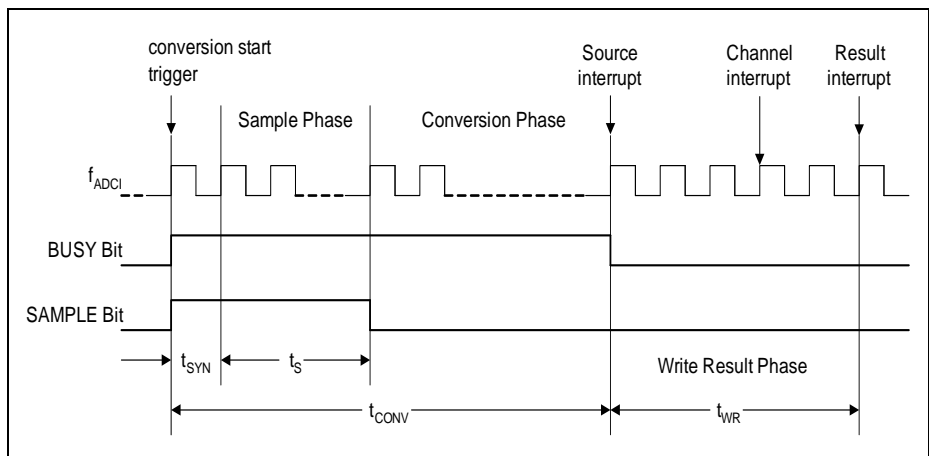 conversion start
trigger
Source
interrupt
Channel
interrupt
Result
interrupt
Sample Phase
Conversion Phase
fADCI
BUSY Bit
SAMPLE Bit
tSYN
tS
Write Result Phase
tCONV
tWR